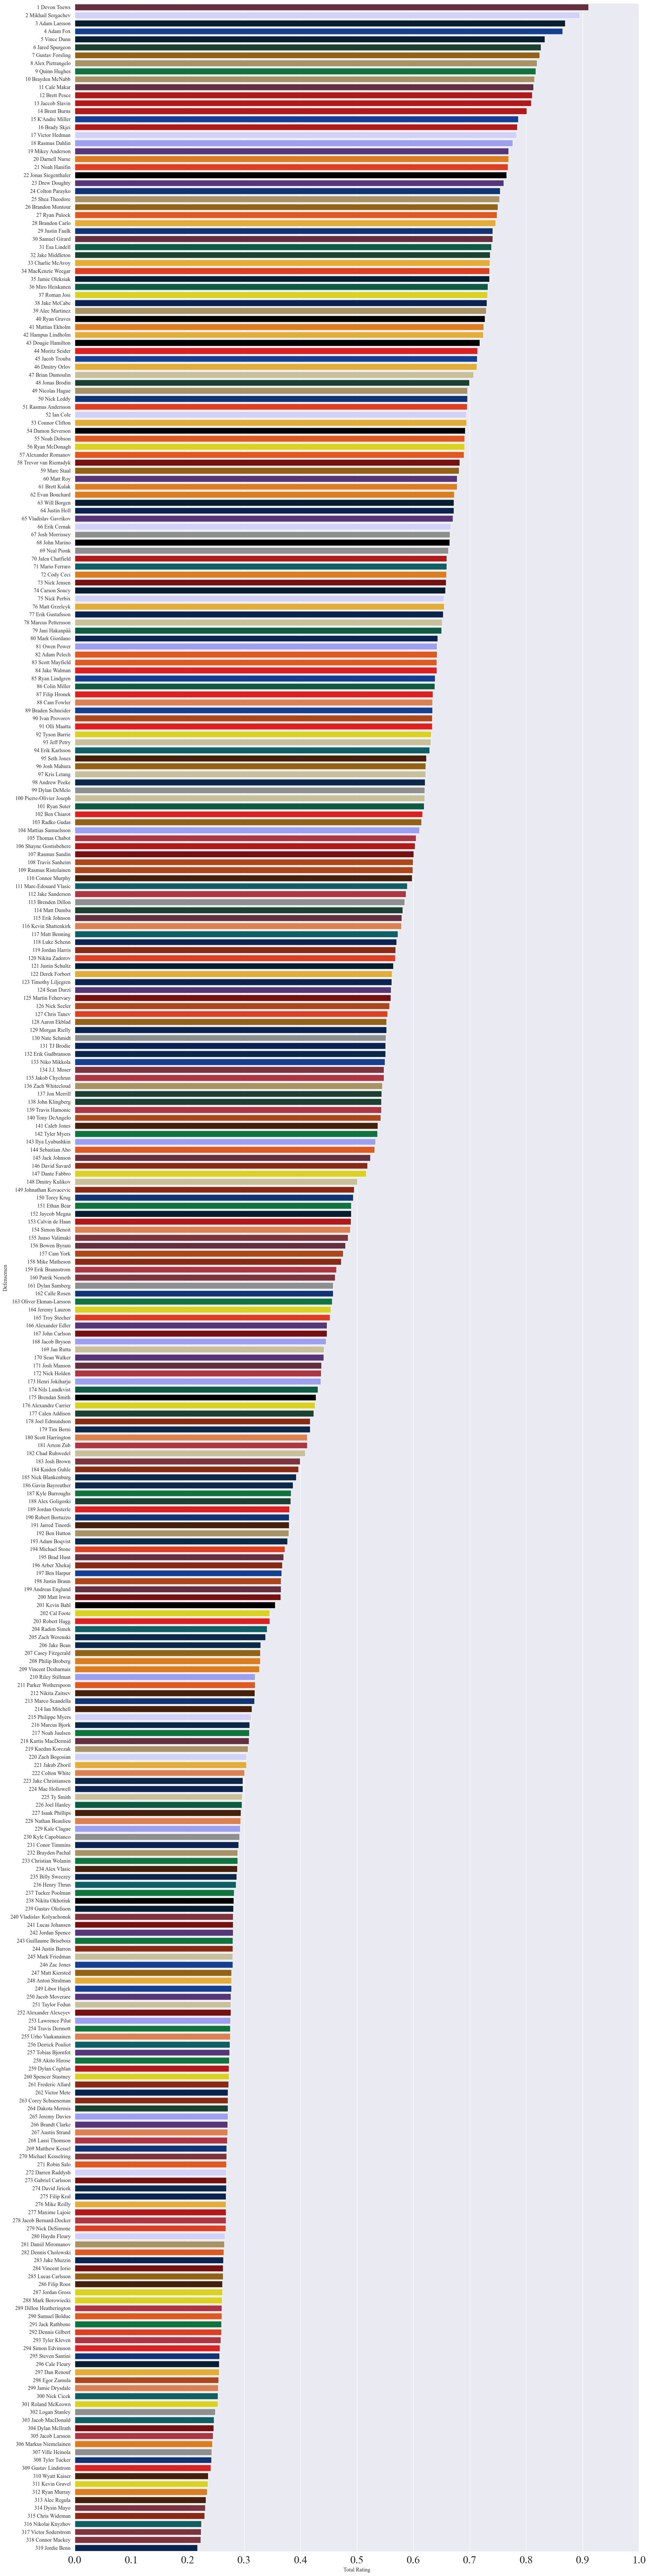 1 Devon Toews
2 Mikhail Sergachev
3 Adam Larsson
4 Adam Fox
5 Vince Dunn
6 Jared Spurgeon
7 Gustav Forsling
8 Alex Pietrangelo
9 Quinn Hughes
10 Brayden McNabb
11 Cale Makar
12 Brett Pesce
13 Jaccob Slavin
14 Brent Burns
15 K'Andre Miller
16 Brady Skjei
17 Victor Hedman
18 Rasmus Dahlin
19 Mikey Anderson
20 Darnell Nurse
21 Noah Hanifin
22 Jonas Siegenthaler
23 Drew Doughty
24 Colton Parayko
25 Shea Theodore
26 Brandon Montour
27 Ryan Pulock
28 Brandon Carlo
29 Justin Faulk
30 Samuel Girard
31 Esa Lindell
32 Jake Middleton
33 Charlie McAvoy
34 MacKenzie Weegar
35 Jamie Oleksiak
36 Miro Heiskanen
37 Roman Josi
38 Jake McCabe
39 Alec Martinez
40 Ryan Graves
41 Mattias Ekholm
42 Hampus Lindholm
43 Dougie Hamilton
44 Moritz Seider
45 Jacob Trouba
46 Dmitry Orlov
47 Brian Dumoulin
48 Jonas Brodin
49 Nicolas Hague
50 Nick Leddy
51 Rasmus Andersson
52 Ian Cole
53 Connor Clifton
54 Damon Severson
55 Noah Dobson
56 Ryan McDonagh
57 Alexander Romanov
58 Trevor van Riemsdyk
59 Marc Staal
60 Matt Roy
61 Brett Kulak
62 Evan Bouchard
63 Will Borgen
64 Justin Holl
65 Vladislav Gavrikov
66 Erik Cernak
67 Josh Morrissey
68 John Marino
69 Neal Pionk
70 Jalen Chatfield
71 Mario Ferraro
72 Cody Ceci
73 Nick Jensen
74 Carson Soucy
75 Nick Perbix
76 Matt Grzelcyk
77 Erik Gustafsson
78 Marcus Pettersson
79 Jani Hakanpää
80 Mark Giordano
81 Owen Power
82 Adam Pelech
83 Scott Mayfield
84 Jake Walman
85 Ryan Lindgren
86 Colin Miller
87 Filip Hronek
88 Cam Fowler
89 Braden Schneider
90 Ivan Provorov
91 Olli Maatta
92 Tyson Barrie
93 Jeff Petry
94 Erik Karlsson
95 Seth Jones
96 Josh Mahura
97 Kris Letang
98 Andrew Peeke
99 Dylan DeMelo
100 Pierre-Olivier Joseph
101 Ryan Suter
102 Ben Chiarot
103 Radko Gudas
104 Mattias Samuelsson
105 Thomas Chabot
106 Shayne Gostisbehere
107 Rasmus Sandin
108 Travis Sanheim
109 Rasmus Ristolainen
110 Connor Murphy
111 Marc-Edouard Vlasic
112 Jake Sanderson
113 Brenden Dillon
114 Matt Dumba
115 Erik Johnson
116 Kevin Shattenkirk
117 Matt Benning
118 Luke Schenn
119 Jordan Harris
120 Nikita Zadorov
121 Justin Schultz
122 Derek Forbort
123 Timothy Liljegren
124 Sean Durzi
125 Martin Fehervary
126 Nick Seeler
127 Chris Tanev
128 Aaron Ekblad
129 Morgan Rielly
130 Nate Schmidt
131 TJ Brodie
132 Erik Gudbranson
133 Niko Mikkola
134 J.J. Moser
135 Jakob Chychrun
136 Zach Whitecloud
137 Jon Merrill
138 John Klingberg
139 Travis Hamonic
140 Tony DeAngelo
141 Caleb Jones
142 Tyler Myers
143 Ilya Lyubushkin
144 Sebastian Aho
145 Jack Johnson
146 David Savard
147 Dante Fabbro
148 Dmitry Kulikov
149 Johnathan Kovacevic
150 Torey Krug
151 Ethan Bear
152 Jaycob Megna
153 Calvin de Haan
154 Simon Benoit
155 Juuso Valimaki
156 Bowen Byram
157 Cam York
158 Mike Matheson
159 Erik Brannstrom
160 Patrik Nemeth
161 Dylan Samberg
162 Calle Rosen
163 Oliver Ekman-Larsson
164 Jeremy Lauzon
165 Troy Stecher
166 Alexander Edler
167 John Carlson
168 Jacob Bryson
169 Jan Rutta
170 Sean Walker
171 Josh Manson
172 Nick Holden
173 Henri Jokiharju
174 Nils Lundkvist
175 Brendan Smith
176 Alexandre Carrier
177 Calen Addison
178 Joel Edmundson
179 Tim Berni
180 Scott Harrington
181 Artem Zub
182 Chad Ruhwedel
183 Josh Brown
184 Kaiden Guhle
185 Nick Blankenburg
186 Gavin Bayreuther
187 Kyle Burroughs
188 Alex Goligoski
189 Jordan Oesterle
190 Robert Bortuzzo
191 Jarred Tinordi
192 Ben Hutton
193 Adam Boqvist
194 Michael Stone
195 Brad Hunt
196 Arber Xhekaj
197 Ben Harpur
198 Justin Braun
199 Andreas Englund
200 Matt Irwin
201 Kevin Bahl
202 Cal Foote
203 Robert Hagg
204 Radim Simek
205 Zach Werenski
206 Jake Bean
207 Casey Fitzgerald
208 Philip Broberg
209 Vincent Desharnais
210 Riley Stillman
211 Parker Wotherspoon
212 Nikita Zaitsev
213 Marco Scandella
214 Ian Mitchell
215 Philippe Myers
216 Marcus Bjork
217 Noah Juulsen
218 Kurtis MacDermid
219 Kaedan Korczak
220 Zach Bogosian
221 Jakub Zboril
222 Colton White
223 Jake Christiansen
224 Mac Hollowell
225 Ty Smith
226 Joel Hanley
227 Isaak Phillips
228 Nathan Beaulieu
229 Kale Clague
230 Kyle Capobianco
231 Conor Timmins
232 Brayden Pachal
233 Christian Wolanin
234 Alex Vlasic
235 Billy Sweezey
236 Henry Thrun
237 Tucker Poolman
238 Nikita Okhotiuk
239 Gustav Olofsson
240 Vladislav Kolyachonok
241 Lucas Johansen
242 Jordan Spence
243 Guillaume Brisebois
244 Justin Barron
245 Mark Friedman
246 Zac Jones
247 Matt Kiersted
248 Anton Stralman
249 Libor Hajek
250 Jacob Moverare
251 Taylor Fedun
252 Alexander Alexeyev
253 Lawrence Pilut
254 Travis Dermott
255 Urho Vaakanainen
256 Derrick Pouliot
257 Tobias Bjornfot
258 Akito Hirose
259 Dylan Coghlan
260 Spencer Stastney
261 Frederic Allard
262 Victor Mete
263 Corey Schueneman
264 Dakota Mermis
265 Jeremy Davies
266 Brandt Clarke
267 Austin Strand
268 Lassi Thomson
269 Matthew Kessel
270 Michael Kesselring
271 Robin Salo
272 Darren Raddysh
273 Gabriel Carlsson
274 David Jiricek
275 Filip Kral
276 Mike Reilly
277 Maxime Lajoie
278 Jacob Bernard-Docker
279 Nick DeSimone
280 Haydn Fleury
281 Daniil Miromanov
282 Dennis Cholowski
283 Jake Muzzin
284 Vincent Iorio
285 Lucas Carlsson
286 Filip Roos
287 Jordan Gross
288 Mark Borowiecki
289 Dillon Heatherington
290 Samuel Bolduc
291 Jack Rathbone
292 Dennis Gilbert
293 Tyler Kleven
294 Simon Edvinsson
295 Steven Santini
296 Cale Fleury
297 Dan Renouf
298 Egor Zamula
299 Jamie Drysdale
300 Nick Cicek
301 Roland McKeown
302 Logan Stanley
303 Jacob MacDonald
304 Dylan McIlrath
305 Jacob Larsson
306 Markus Niemelainen
307 Ville Heinola
308 Tyler Tucker
309 Gustav Lindstrom
310 Wyatt Kaiser
311 Kevin Gravel
312 Ryan Murray
313 Alec Regula
314 Dysin Mayo
315 Chris Wideman
316 Nikolai Knyzhov
317 Victor Soderstrom
318 Connor Mackey
319 Jordie Benn
Defensemen
0.0 0.1 0.2 0.3 0.4 0.5 0.6 0.7 0.8 0.9 1.0
Total Rating